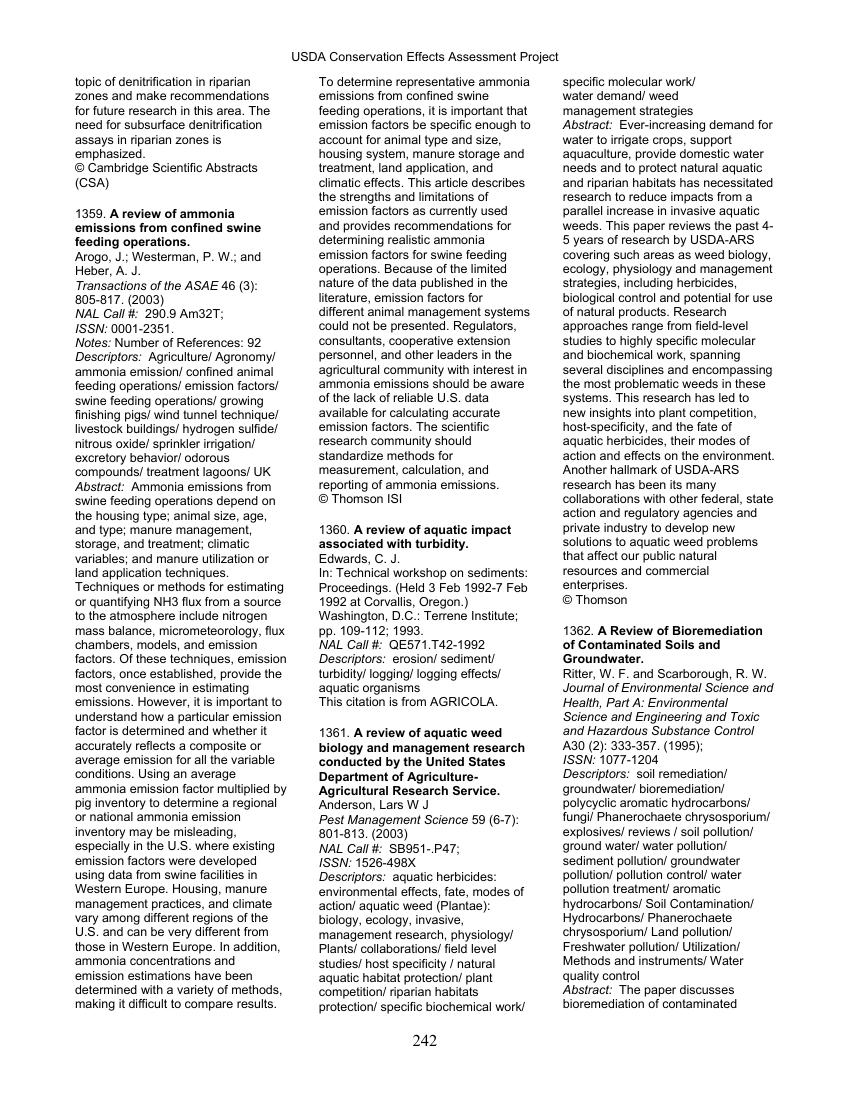 USDA Conservation Effects Assessment Project
topic of denitrification in riparian
zones and make recommendations
for future research in this area. The
need for subsurface denitrification
assays in riparian zones is
emphasized.
© Cambridge Scientific Abstracts
(CSA)
1359. A review of ammonia
emissions from confined swine
feeding operations.
Arogo, J.; Westerman, P. W.; and
Heber, A. J.
Transactions of the ASAE 46 (3):
805-817. (2003)
NAL Call #: 290.9 Am32T;
ISSN: 0001-2351.
Notes: Number of References: 92
Descriptors: Agriculture/ Agronomy/
ammonia emission/ confined animal
feeding operations/ emission factors/
swine feeding operations/ growing
finishing pigs/ wind tunnel technique/
livestock buildings/ hydrogen sulfide/
nitrous oxide/ sprinkler irrigation/
excretory behavior/ odorous
compounds/ treatment lagoons/ UK
Abstract: Ammonia emissions from
swine feeding operations depend on
the housing type; animal size, age,
and type; manure management,
storage, and treatment; climatic
variables; and manure utilization or
land application techniques.
Techniques or methods for estimating
or quantifying NH3 flux from a source
to the atmosphere include nitrogen
mass balance, micrometeorology, flux
chambers, models, and emission
factors. Of these techniques, emission
factors, once established, provide the
most convenience in estimating
emissions. However, it is important to
understand how a particular emission
factor is determined and whether it
accurately reflects a composite or
average emission for all the variable
conditions. Using an average
ammonia emission factor multiplied by
pig inventory to determine a regional
or national ammonia emission
inventory may be misleading,
especially in the U.S. where existing
emission factors were developed
using data from swine facilities in
Western Europe. Housing, manure
management practices, and climate
vary among different regions of the
U.S. and can be very different from
those in Western Europe. In addition,
ammonia concentrations and
emission estimations have been
determined with a variety of methods,
making it difficult to compare results.
To determine representative ammonia
emissions from confined swine
feeding operations, it is important that
emission factors be specific enough to
account for animal type and size,
housing system, manure storage and
treatment, land application, and
climatic effects. This article describes
the strengths and limitations of
emission factors as currently used
and provides recommendations for
determining realistic ammonia
emission factors for swine feeding
operations. Because of the limited
nature of the data published in the
literature, emission factors for
different animal management systems
could not be presented. Regulators,
consultants, cooperative extension
personnel, and other leaders in the
agricultural community with interest in
ammonia emissions should be aware
of the lack of reliable U.S. data
available for calculating accurate
emission factors. The scientific
research community should
standardize methods for
measurement, calculation, and
reporting of ammonia emissions.
© Thomson ISI
1360. A review of aquatic impact
associated with turbidity.
Edwards, C. J.
In: Technical workshop on sediments:
Proceedings. (Held 3 Feb 1992-7 Feb
1992 at Corvallis, Oregon.)
Washington, D.C.: Terrene Institute;
pp. 109-112; 1993.
NAL Call #: QE571.T42-1992
Descriptors: erosion/ sediment/
turbidity/ logging/ logging effects/
aquatic organisms
This citation is from AGRICOLA.
1361. A review of aquatic weed
biology and management research
conducted by the United States
Department of Agriculture-
Agricultural Research Service.
Anderson, Lars W J
Pest Management Science 59 (6-7):
801-813. (2003)
NAL Call #: SB951-.P47;
ISSN: 1526-498X
Descriptors: aquatic herbicides:
environmental effects, fate, modes of
action/ aquatic weed (Plantae):
biology, ecology, invasive,
management research, physiology/
Plants/ collaborations/ field level
studies/ host specificity / natural
aquatic habitat protection/ plant
competition/ riparian habitats
protection/ specific biochemical work/
specific molecular work/
water demand/ weed
management strategies
Abstract: Ever-increasing demand for
water to irrigate crops, support
aquaculture, provide domestic water
needs and to protect natural aquatic
and riparian habitats has necessitated
research to reduce impacts from a
parallel increase in invasive aquatic
weeds. This paper reviews the past 4-
5 years of research by USDA-ARS
covering such areas as weed biology,
ecology, physiology and management
strategies, including herbicides,
biological control and potential for use
of natural products. Research
approaches range from field-level
studies to highly specific molecular
and biochemical work, spanning
several disciplines and encompassing
the most problematic weeds in these
systems. This research has led to
new insights into plant competition,
host-specificity, and the fate of
aquatic herbicides, their modes of
action and effects on the environment.
Another hallmark of USDA-ARS
research has been its many
collaborations with other federal, state
action and regulatory agencies and
private industry to develop new
solutions to aquatic weed problems
that affect our public natural
resources and commercial
enterprises.
© Thomson
1362. A Review of Bioremediation
of Contaminated Soils and
Groundwater.
Ritter, W. F. and Scarborough, R. W.
Journal of Environmental Science and
Health, Part A: Environmental
Science and Engineering and Toxic
and Hazardous Substance Control
A30 (2): 333-357. (1995);
ISSN: 1077-1204
Descriptors: soil remediation/
groundwater/ bioremediation/
polycyclic aromatic hydrocarbons/
fungi/ Phanerochaete chrysosporium/
explosives/ reviews / soil pollution/
ground water/ water pollution/
sediment pollution/ groundwater
pollution/ pollution control/ water
pollution treatment/ aromatic
hydrocarbons/ Soil Contamination/
Hydrocarbons/ Phanerochaete
chrysosporium/ Land pollution/
Freshwater pollution/ Utilization/
Methods and instruments/ Water
quality control
Abstract: The paper discusses
bioremediation of contaminated
242